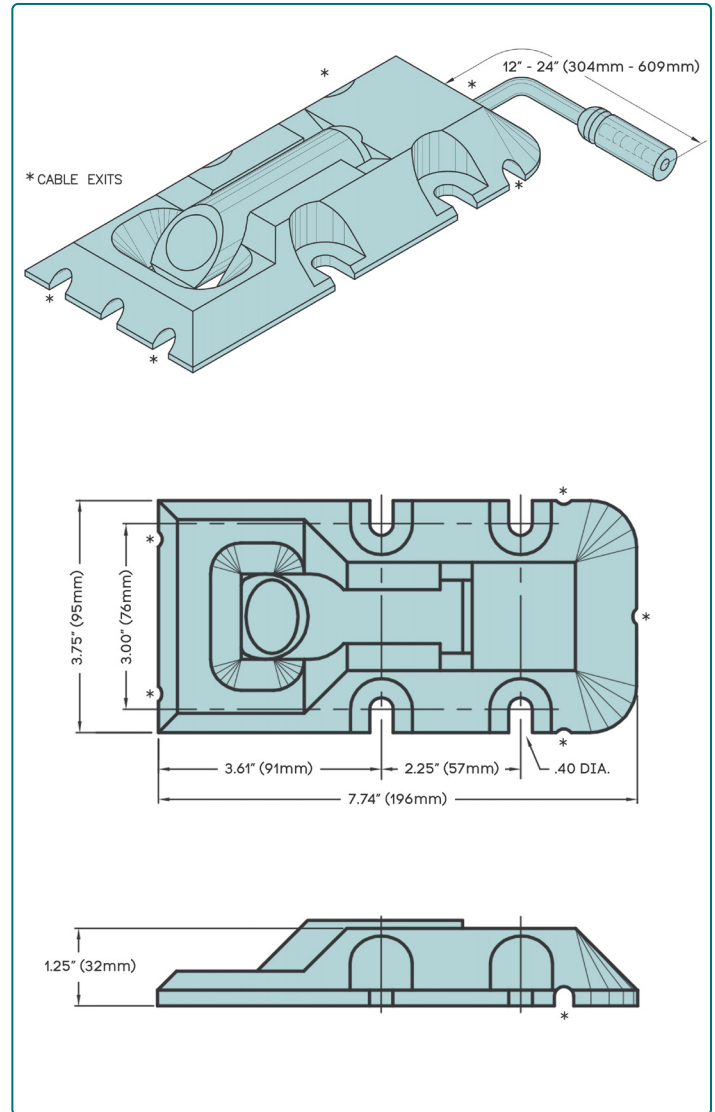 *
12" - 24" (304mm - 609mm)
*
* CABLE EXITS
*
*
*
*
*
*
*
*
3.75" (95mm)
3.00" (76mm)
3.61" (91mm)
2.25" (57mm)
.40 DIA.
7.74" (196mm)
1.25" (32mm)
*